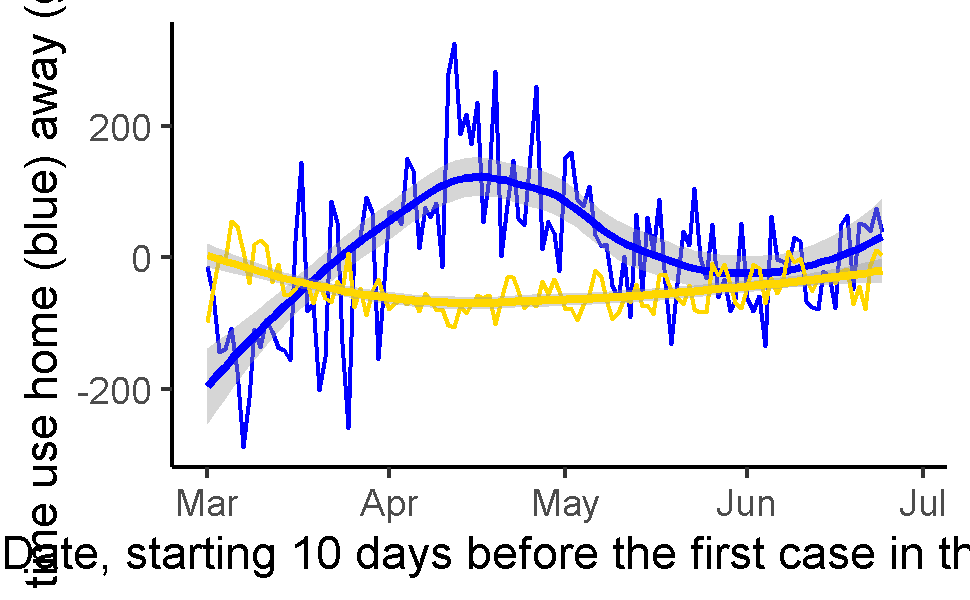 time use home (blue) away (
200
0
-200
Mar Apr May Jun Jul
Date, starting 10 days before the first case in th